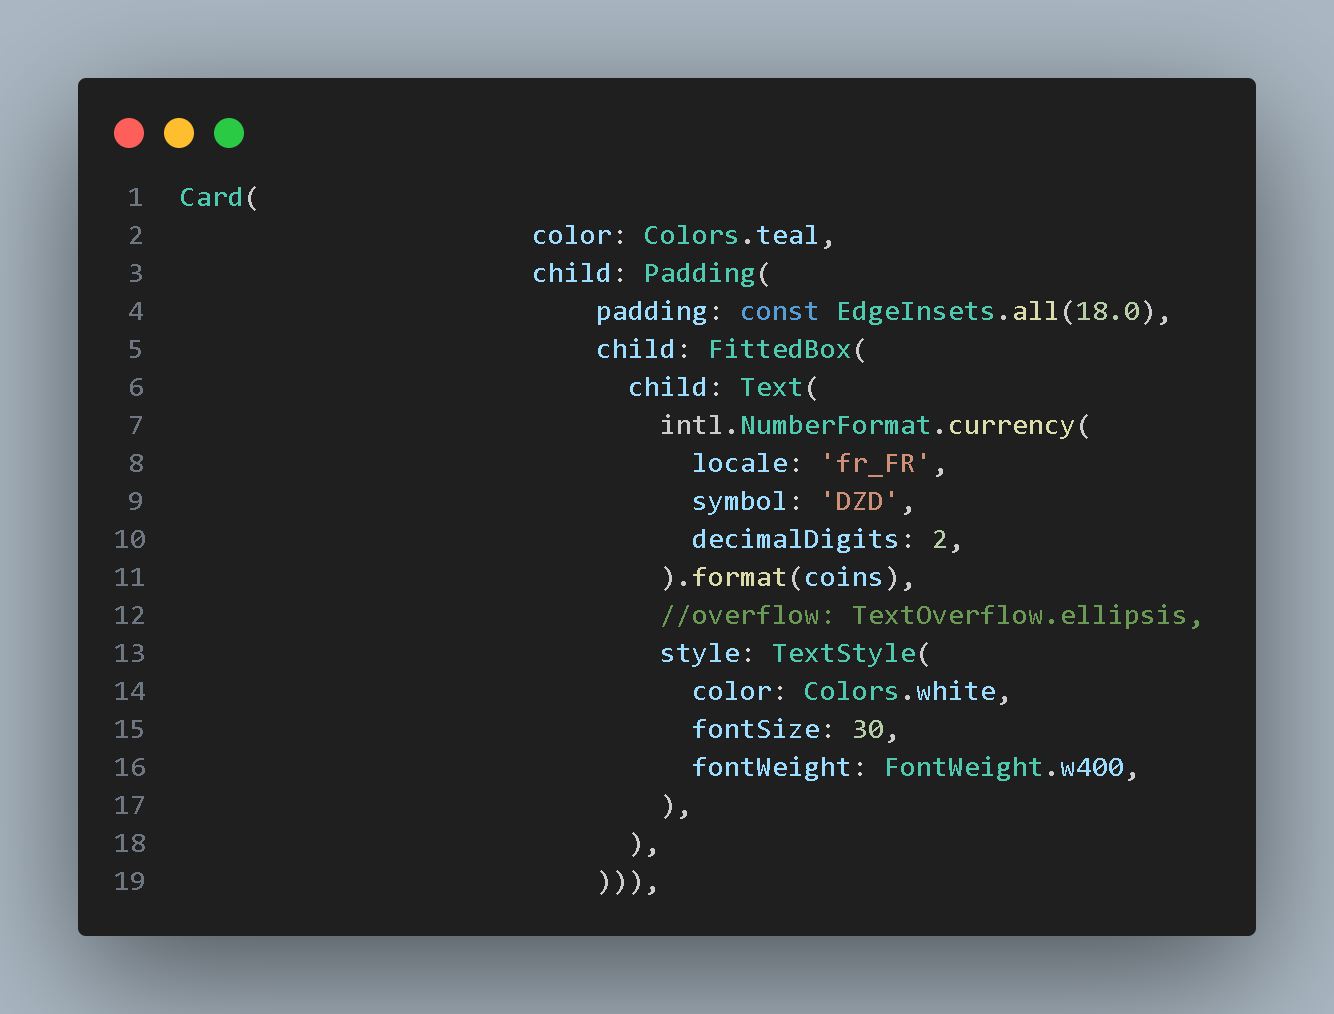 1 Card(
2 color: Colors.teal,
3 child: Padding(
4 padding: const EdgeInsets.all(18.0),
5 child: FittedBox(
6 child: Text(
7 intl.NumberFormat.currency(
8 locale: 'fr_FR',
9 symbol: 'DZD',
10 decimalDigits: 2,
11 ).format(coins),
12 //overflow: TextOverflow.ellipsis,
13 style: TextStyle(
14 color: Colors.white,
15 fontSize: 30,
16 fontWeight: FontWeight.w400,
17 ),
18 ),
19 ))),